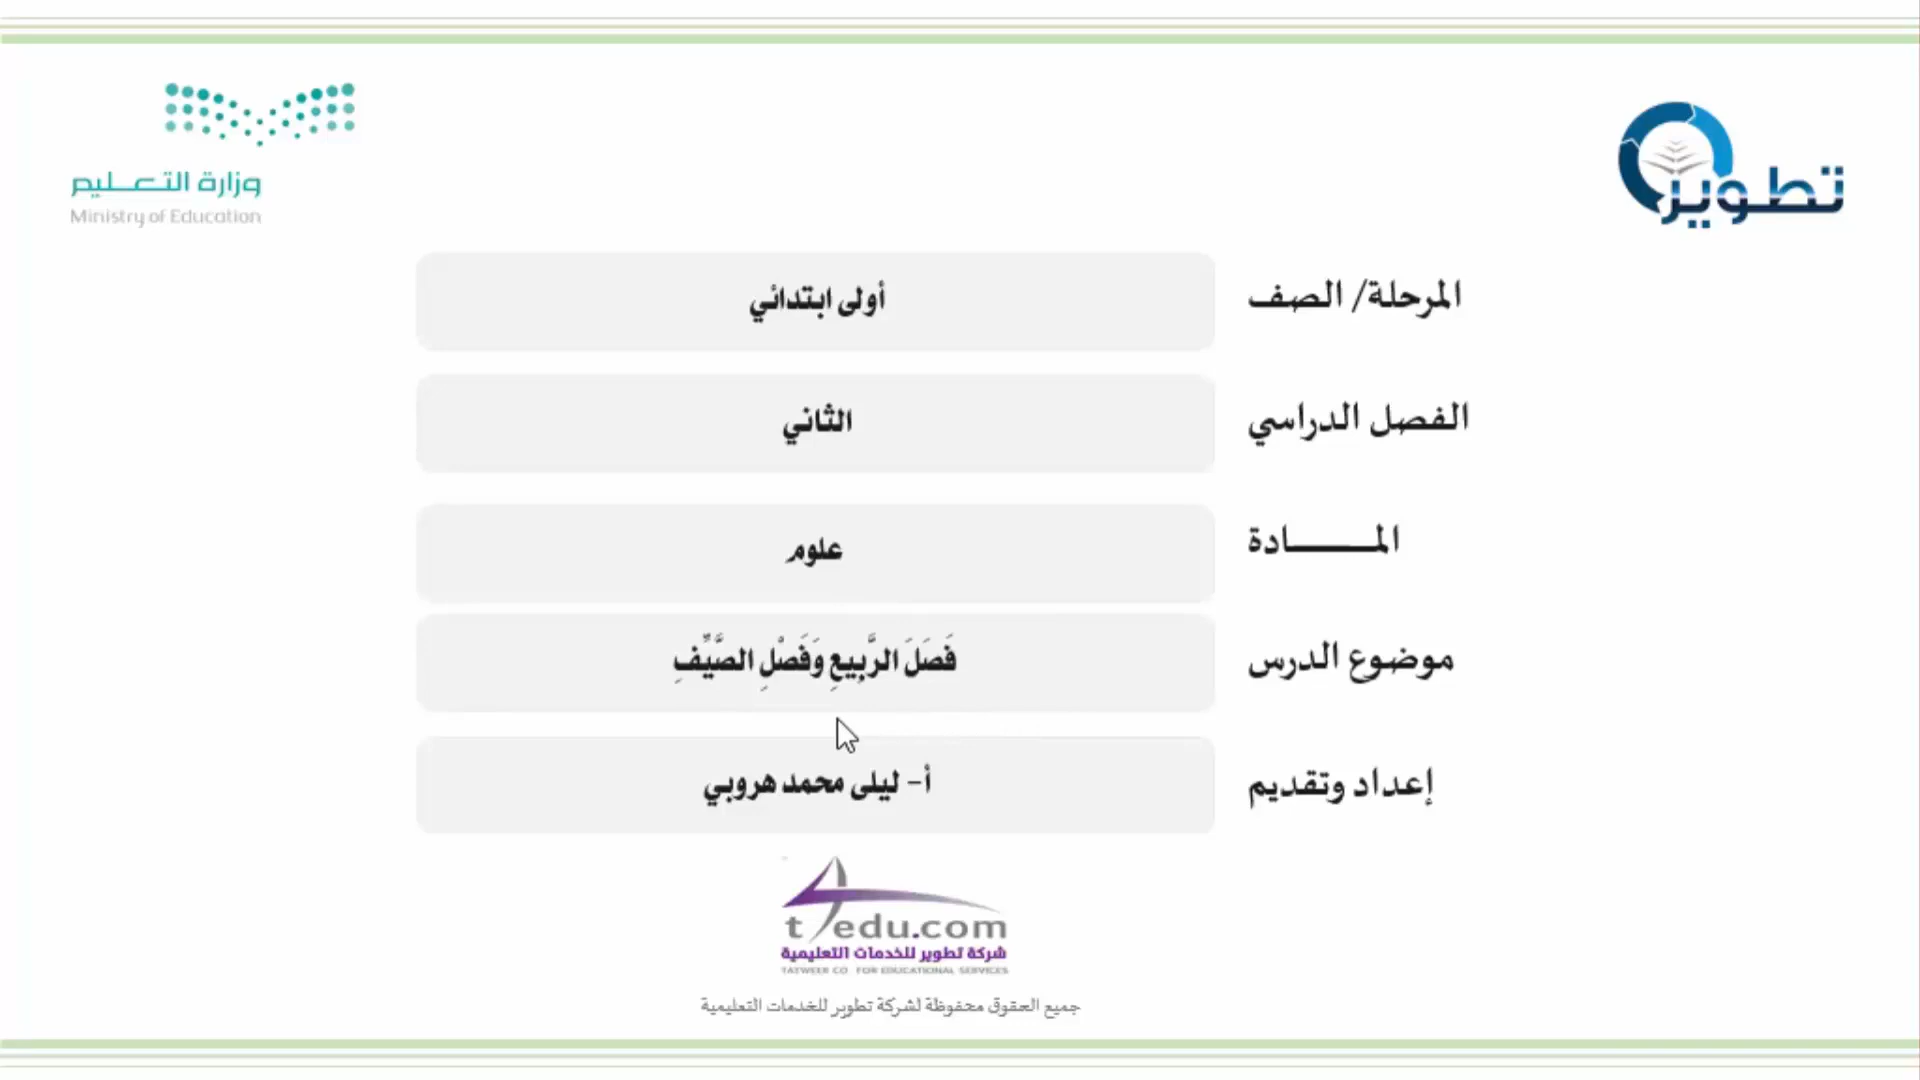 تطوير
وزارة التعليم
Ministry of Education
المرحلة/ الصف
أولى ابتدائي
الفصل الدراسي
الثاني
المــــــادة
علوم
موضوع الدرس
فَصَلَ الرَّبِيعِ وَفَصْلِ الصَّيِّفِ
إعداد وتقديم
أ- ليلى محمد هروبي
t4edu.com
شركة تطوير للخدمات التعليمية
TATWEER CO. FOR EDUCATIONAL SERVICES
جميع الحقوق محفوظة لشركة تطوير للخدمات التعليمية